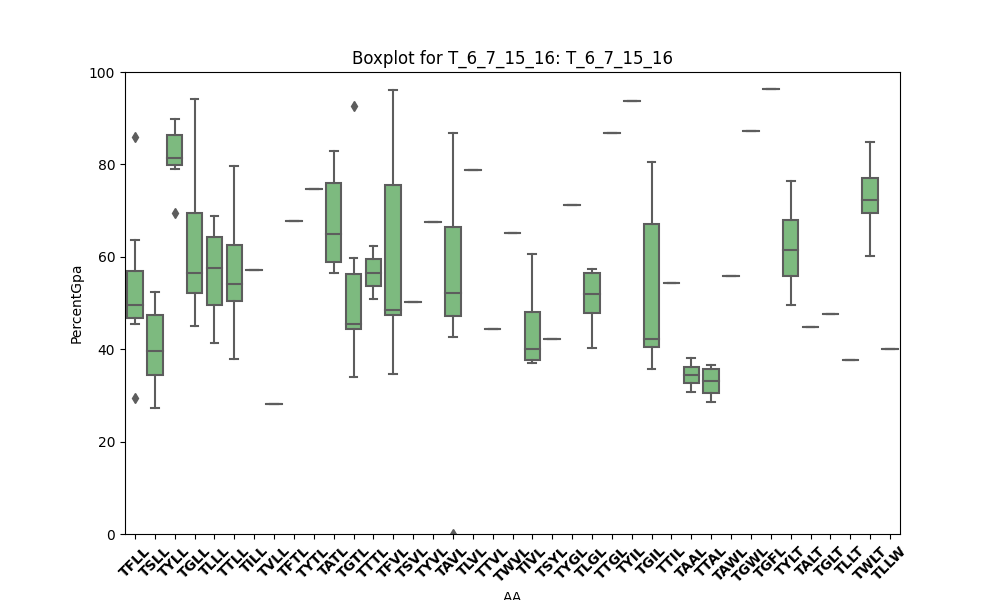 Boxplot for T_6_7_15_16: T_6_7_15_16
100
80
60
40
20
0
PercentGpa
TFLL TSLL TYLL TGLL TLLL TTLL TILL TVLL TFTL TYTL TATL TGTL TTTL TFVL TSVL TYVL TAVL TLVL TTVL TWVL TIVL TSYL TYGL TLGL TTGL TYIL TGIL TTIL TAAL TTAL TAWL TGWL TGFL TYLT TALT TGLT TLLT TWLT TLLW
AA